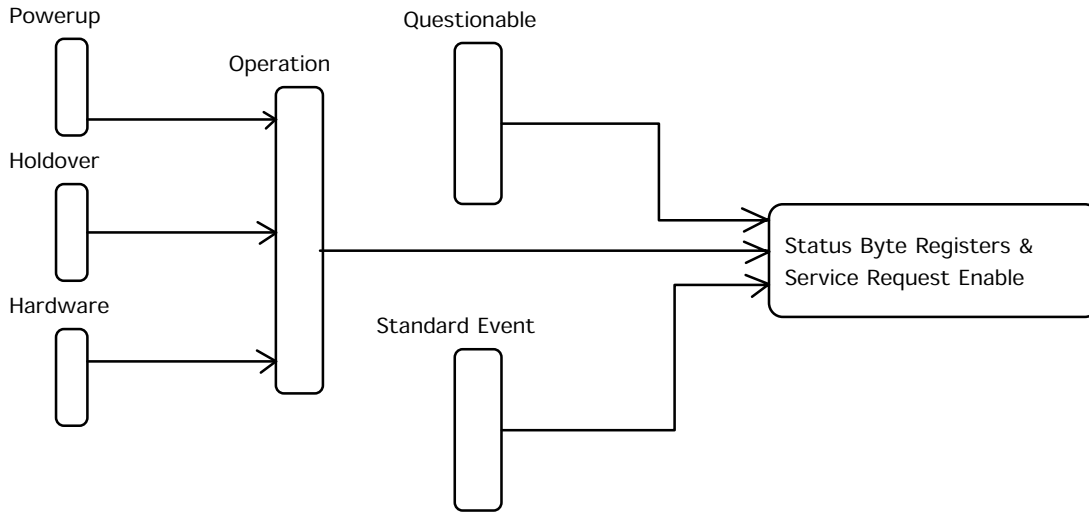 Powerup
Questionable
Operation
Holdover
Status Byte Registers &
Service Request Enable
Hardware
Standard Event